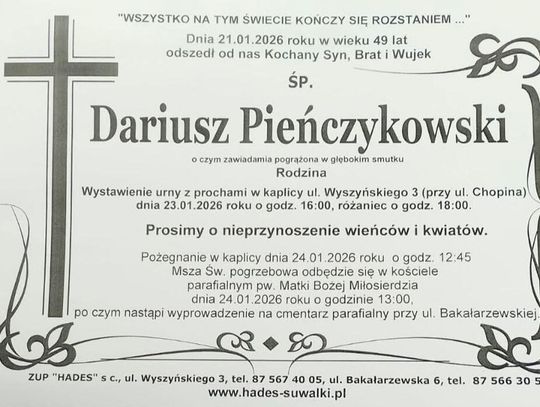 "WSZYSTKO NA TYM ŚWIECIE KOŃCZY SIĘ ROZSTANIEM ..."
Dnia 21.01.2026 roku w wieku 49 lat
odszedł od nas Kochany Syn, Brat i Wujek
ŚP.
Dariusz Pieńczykowski
o czym zawiadamia pogrążona w głębokim smutku
Rodzina
Wystawienie urny z prochami w kaplicy ul. Wyszyńskiego 3 (przy ul. Chopina)
dnia 23.01.2026 roku o godz. 16:00, różaniec o godz. 18:00.
Prosimy o nieprzynoszenie wieńców i kwiatów.
Pożegnanie w kaplicy dnia 24.01.2026 roku o godz. 12:45
Msza Św. pogrzebowa odbędzie się w kościele
parafialnym pw. Matki Bożej Miłosierdzia
dnia 24.01.2026 roku o godzinie 13:00,
po czym nastąpi wyprowadzenie na cmentarz parafialny przy ul. Bakałarzewskiej.
ZUP "HADES" s c., ul. Wyszyńskiego 3, tel. 87 567 40 05, ul. Bakałarzewska 6, tel. 87 566 30 5
www.hades-suwalki.pl